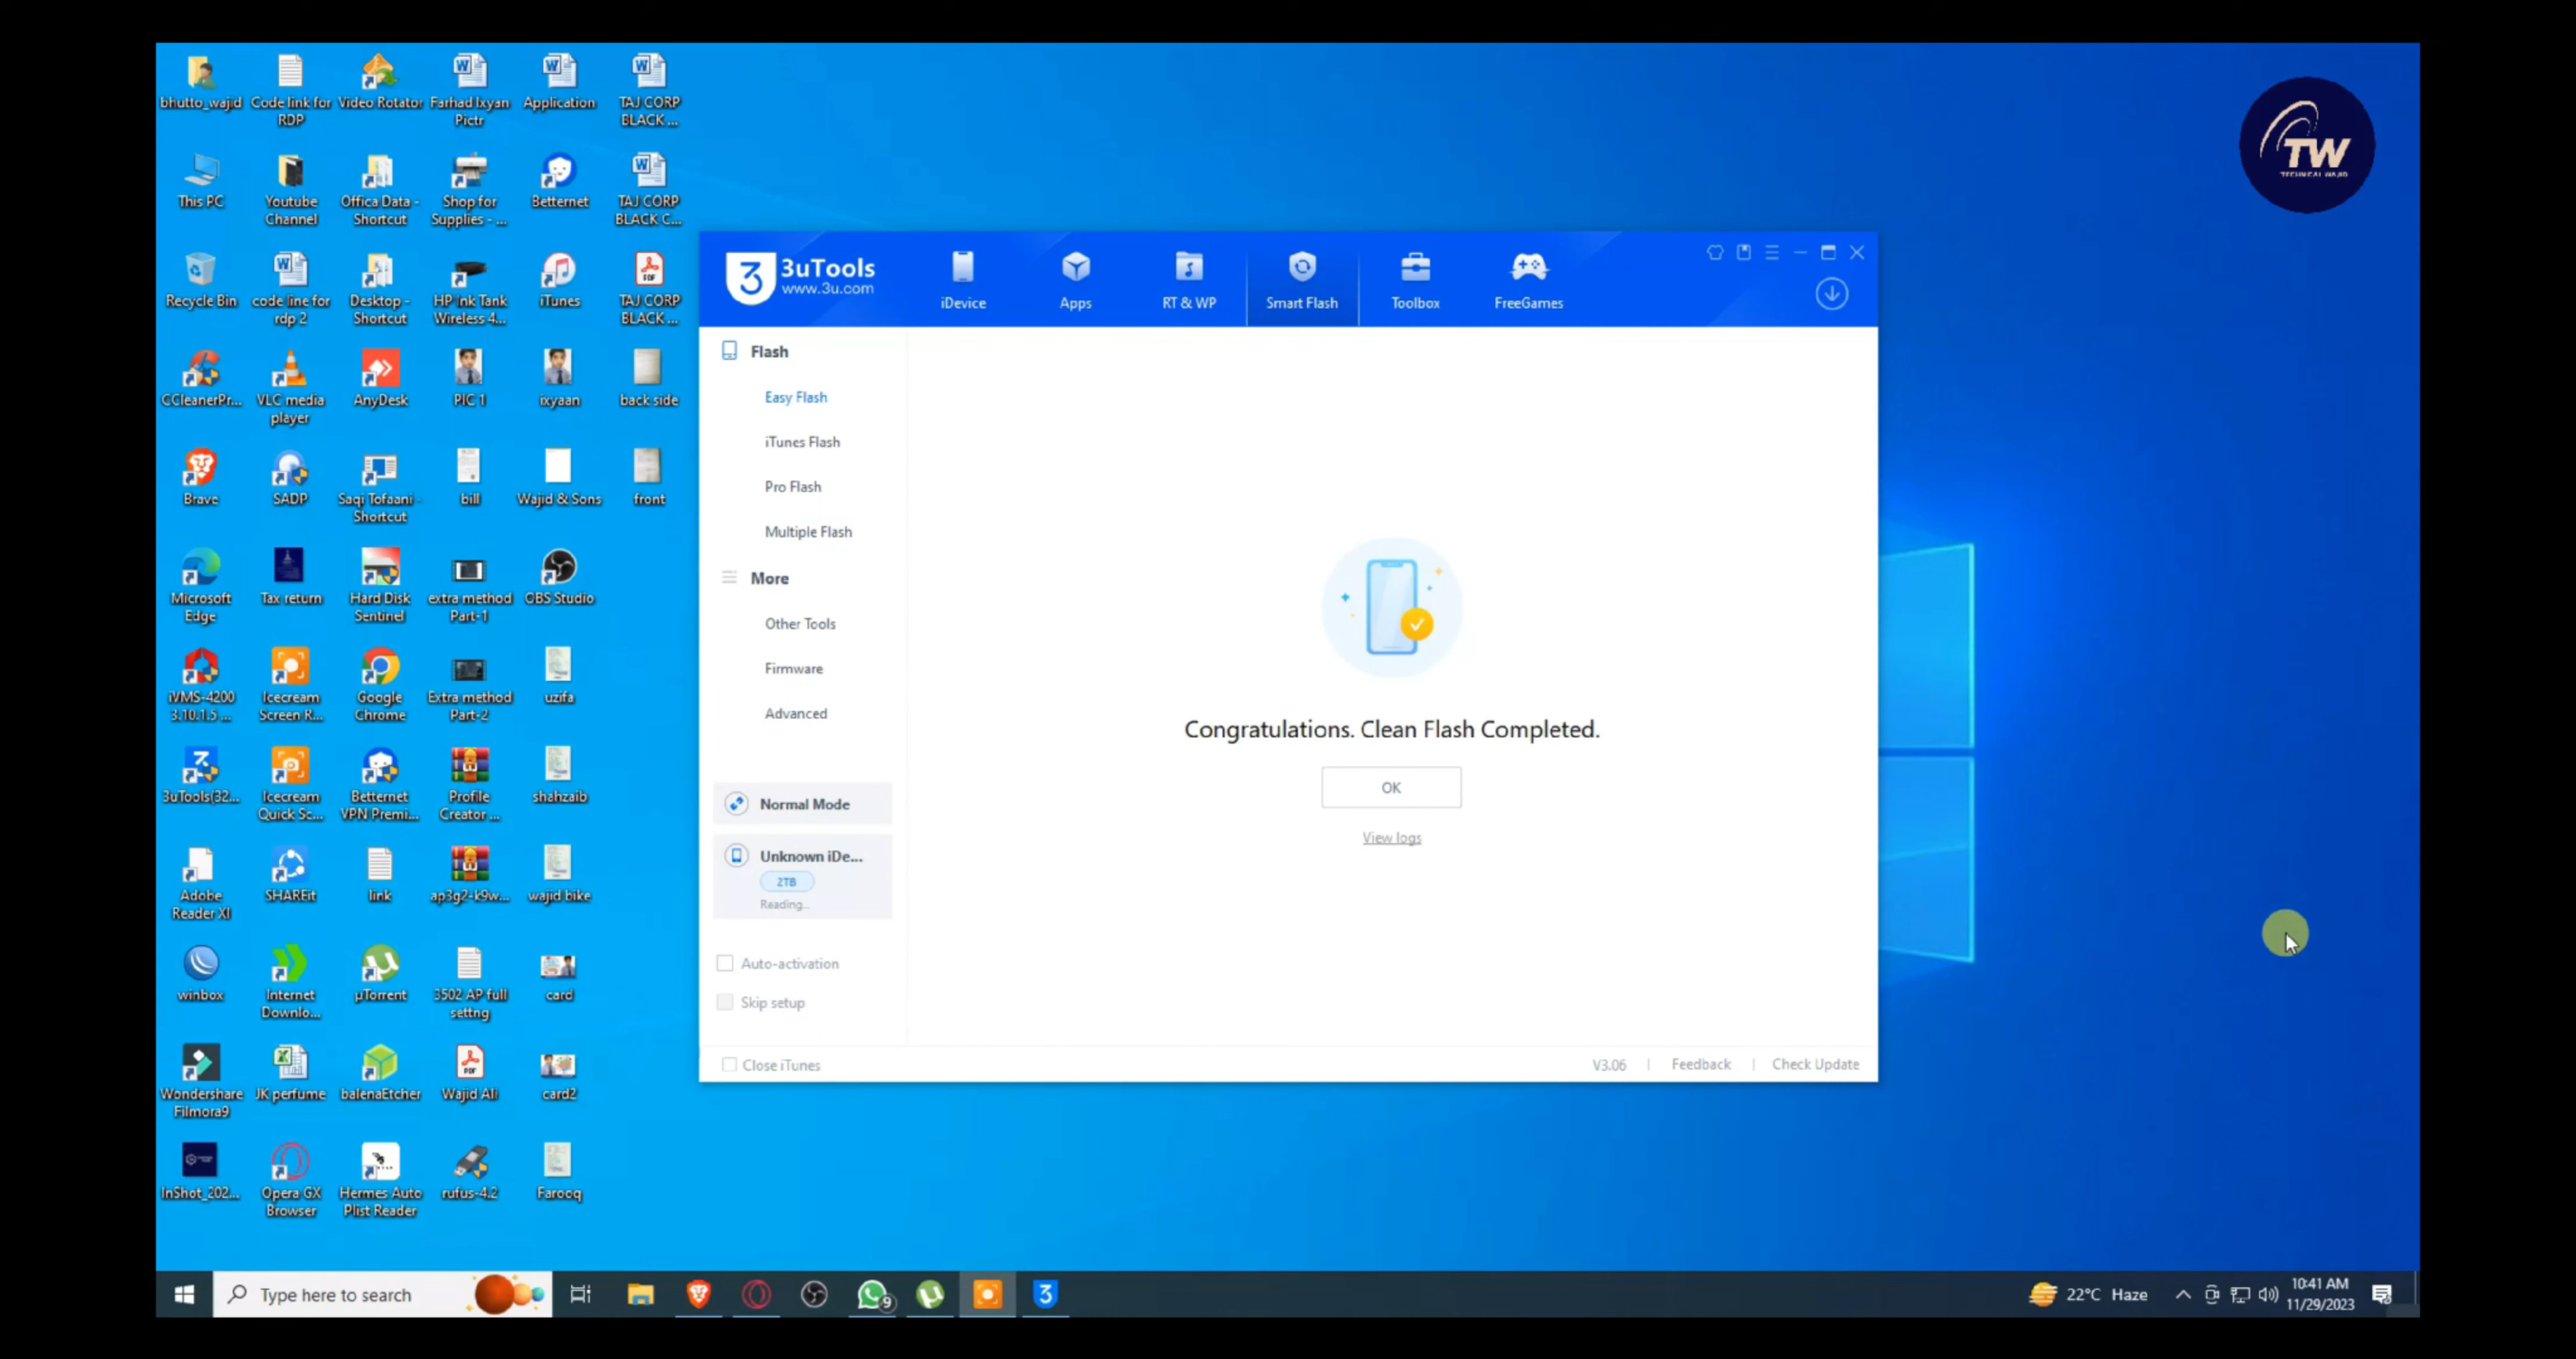 bhutto_wajid
Code link for RDP
Video Rotator
Farhad Ixyan Pictr
Application
TAJ CORP BLACK ...
This PC
Youtube Channel
Offica Data - Shortcut
Shop for Supplies - ...
Betternet
TAJ CORP BLACK C...
Recycle Bin
code line for rdp 2
Desktop - Shortcut
HP Ink Tank Wireless 4...
iTunes
TAJ CORP BLACK ...
CCleanerPr...
VLC media player
AnyDesk
PIC 1
ixyaan
back side
Brave
SADP
Saqi Tofaani - Shortcut
bill
Wajid & Sons
front
Microsoft Edge
Tax return
Hard Disk Sentinel
extra method Part-1
OBS Studio
iVMS-4200 3.10.1.5 ...
Icecream Screen R...
Google Chrome
Extra method Part-2
uzifa
3uTools(32...
Icecream Quick Sc...
Betternet VPN Premi...
Profile Creator ...
shahzaib
Adobe Reader XI
SHAREit
link
ap3g2-k9w...
wajid bike
winbox
Internet Downlo...
µTorrent
3502 AP full settng
card
Wondershare Filmora9
JK perfume
balenaEtcher
Wajid Ali
card2
InShot_202...
Opera GX Browser
Hermes Auto Plist Reader
rufus-4.2
Farooq
TW
TECHNICAL WAJID
3uTools
www.3u.com
iDevice
Apps
RT & WP
Smart Flash
Toolbox
FreeGames
Flash
Easy Flash
iTunes Flash
Pro Flash
Multiple Flash
More
Other Tools
Firmware
Advanced
Normal Mode
Unknown iDe...
2TB
Reading...
Auto-activation
Skip setup
Congratulations. Clean Flash Completed.
OK
View logs
Close iTunes
V3.06
Feedback
Check Update
Type here to search
9
22°C Haze
10:41 AM
11/29/2023